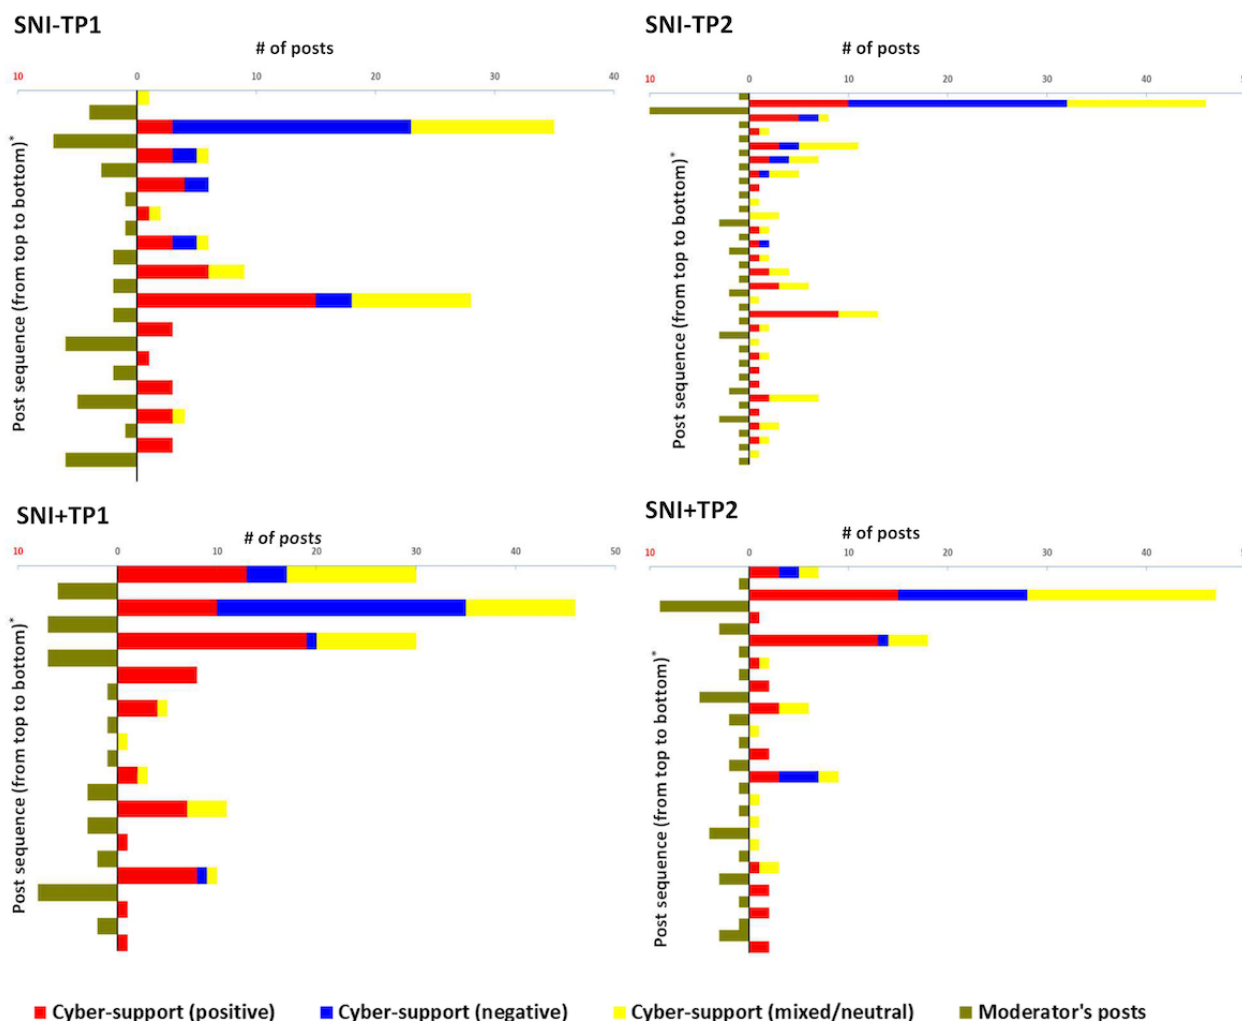 SNI-TP1
# of posts
10 0 10 20 30 40
Post sequence (from top to bottom)*
SNI-TP2
# of posts
10 0 10 20 30 40
Post sequence (from top to bottom)*
SNI+TP1
# of posts
10 0 10 20 30 40 50
Post sequence (from top to bottom)*
SNI+TP2
# of posts
10 0 10 20 30 40
Post sequence (from top to bottom)*
Cyber-support (positive) Cyber-support (negative) Cyber-support (mixed/neutral) Moderator's posts